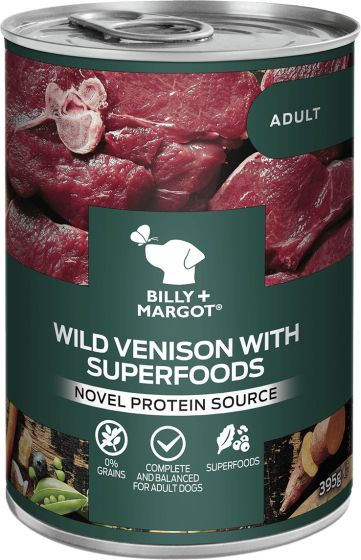 ADULT
BILLY +
MARGOT®
WILD VENISON WITH
SUPERFOODS
NOVEL PROTEIN SOURCE
0%
GRAINS
COMPLETE
AND BALANCED
FOR ADULT DOGS
SUPERFOODS
395g